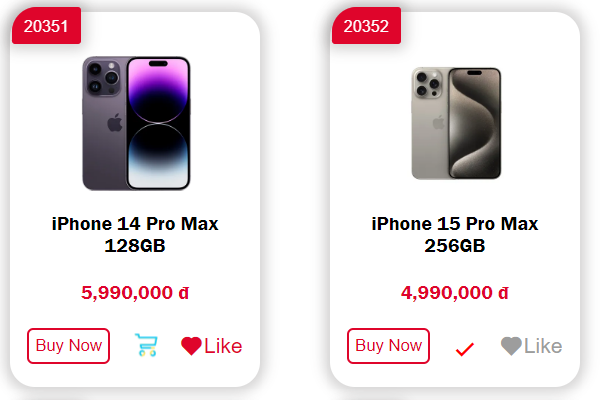 20351
iPhone 14 Pro Max
128GB
5,990,000 đ
Buy Now
Like
20352
iPhone 15 Pro Max
256GB
4,990,000 đ
Buy Now
Like